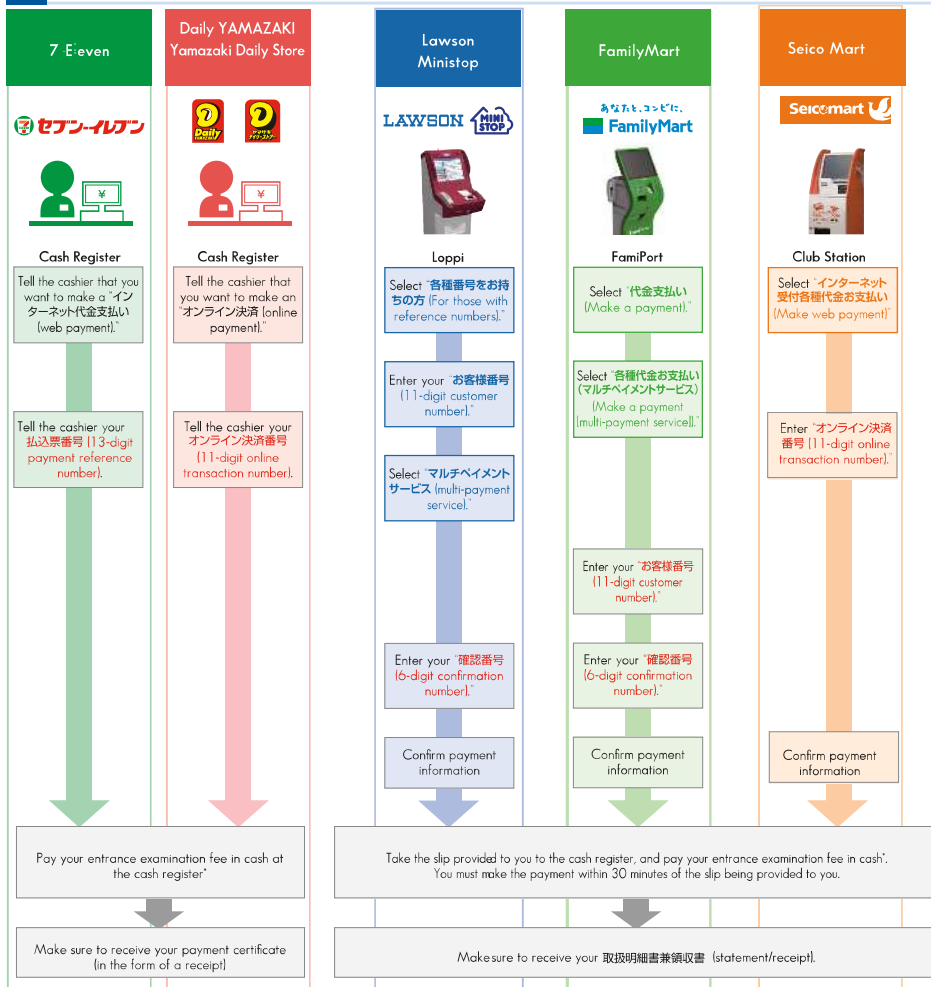 7-Eleven
Daily YAMAZAKI
Yamazaki Daily Store
Lawson
Ministop
FamilyMart
Seico Mart
セブン-イレブン
Daily
YAMAZAKI
LAWSON
MINI
STOP
あなたと、コンビに、
FamilyMart
Seicomart
¥
¥
Cash Register
Tell the cashier that you
want to make a "イン
ターネット代金支払い
(web payment)."
Tell the cashier your
払込票番号 (13-digit
payment reference
number).
Cash Register
Tell the cashier that
you want to make an
"オンライン決済 (online
payment)."
Tell the cashier your
オンライン決済番号
(11-digit online
transaction number).
Loppi
Select "各種番号をお持
ちの方 (For those with
reference numbers)."
Enter your "お客様番号
(11-digit customer
number)."
Select "マルチペイメント
サービス (multi-payment
service)."
Enter your "確認番号
(6-digit confirmation
number)."
Confirm payment
information
FamiPort
Select "代金支払い
(Make a payment)."
Select "各種代金お支払い
(マルチペイメントサービス)
(Make a payment
[multi-payment service])."
Enter your "お客様番号
(11-digit customer
number)."
Enter your "確認番号
(6-digit confirmation
number)."
Confirm payment
information
Club Station
Select "インターネット
受付各種代金お支払い
(Make web payment)"
Enter "オンライン決済
番号 (11-digit online
transaction number)."
Confirm payment
information
Pay your entrance examination fee in cash at
the cash register*
Make sure to receive your payment certificate
(in the form of a receipt)
Take the slip provided to you to the cash register, and pay your entrance examination fee in cash*.
You must make the payment within 30 minutes of the slip being provided to you.
Make sure to receive your 取扱明細書兼領収書 (statement/receipt).